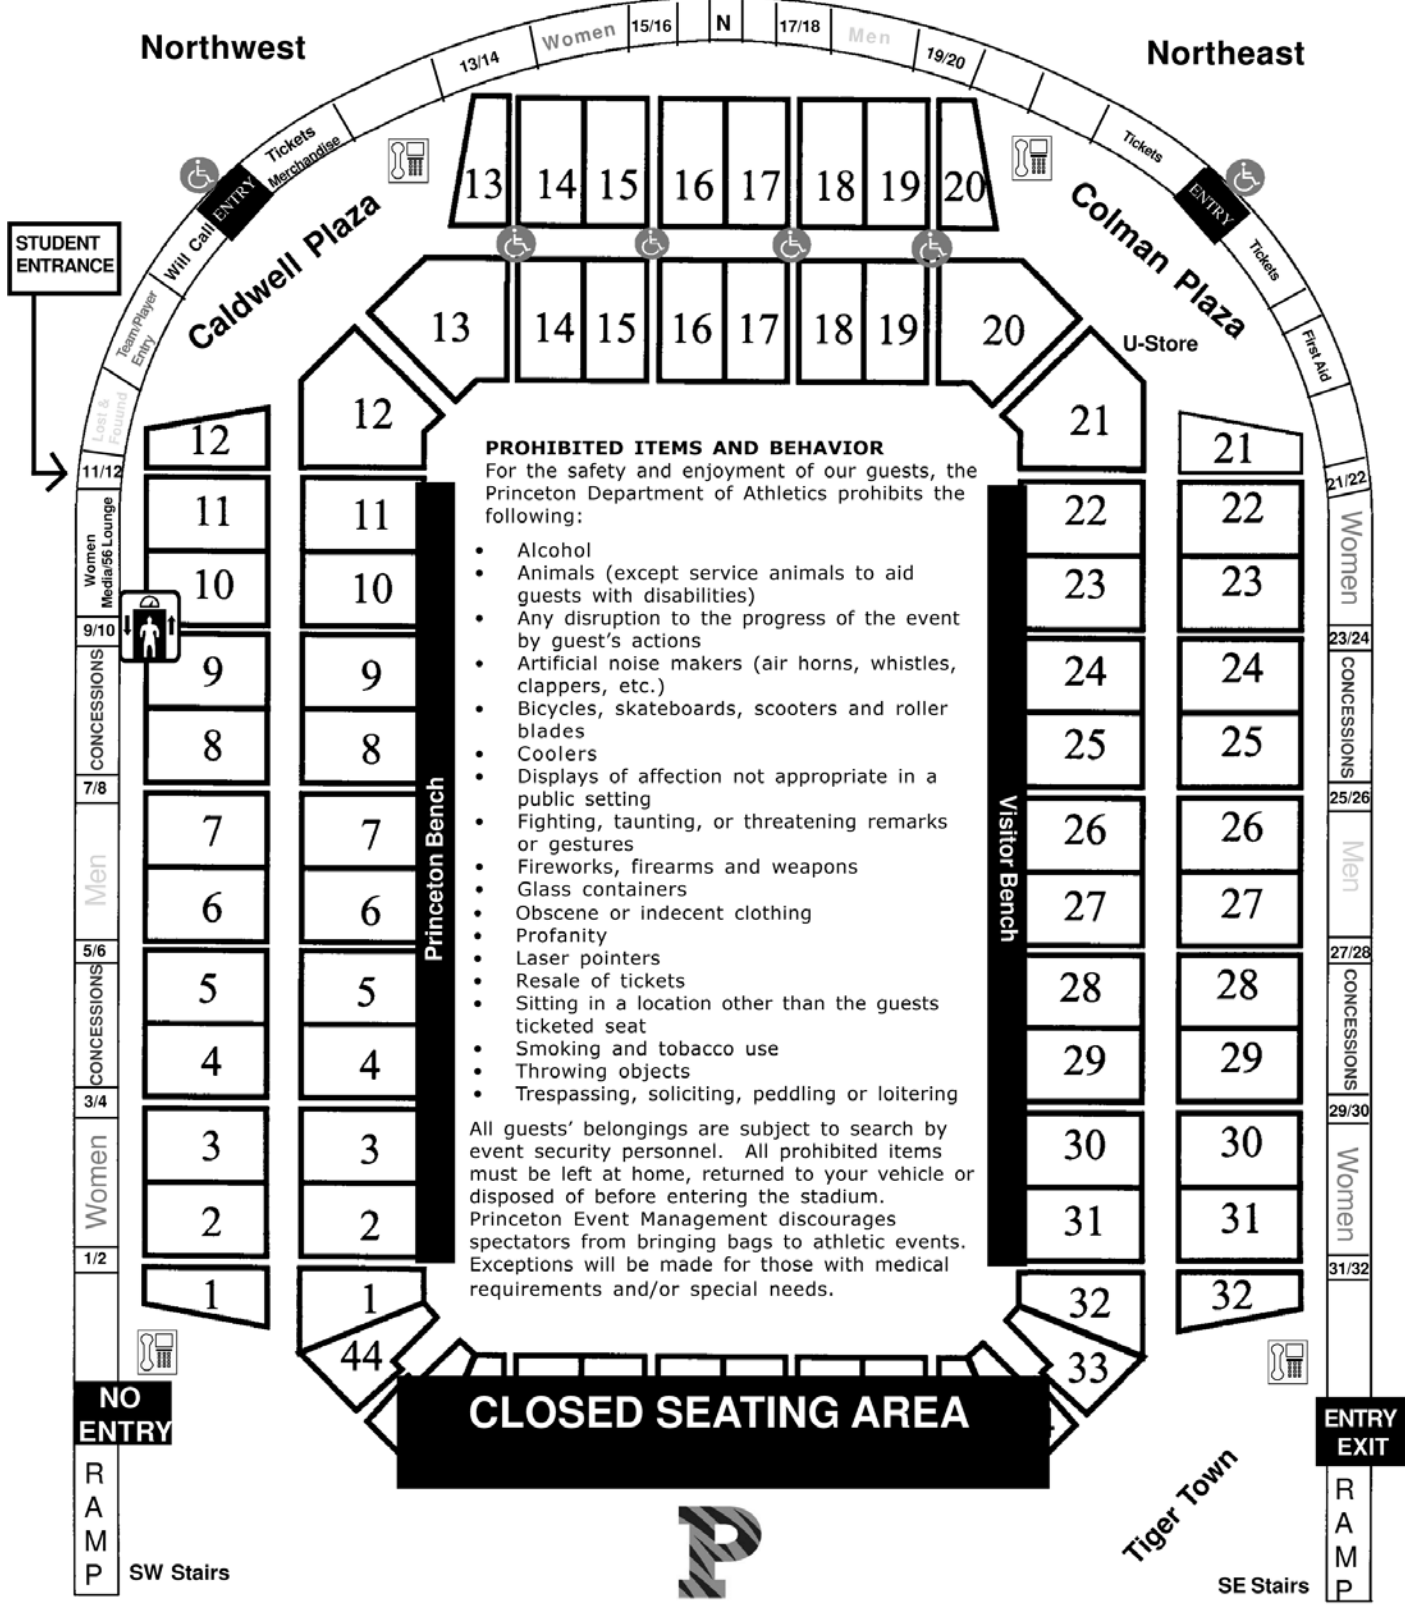 Northwest
Northeast
13/14
Women
15/16
N
17/18
Men
19/20
Tickets
Merchandise
ENTRY
Will Call
Team/Player
Entry
Lost &
Fouund
STUDENT
ENTRANCE
Caldwell Plaza
Colman Plaza
Tickets
ENTRY
Tickets
First Aid
U-Store
13
14
15
16
17
18
19
20
13
14
15
16
17
18
19
20
12
12
21
21
11/12
21/22
Women
Media/56 Lounge
9/10
CONCESSIONS
7/8
Men
5/6
CONCESSIONS
3/4
Women
1/2
11
11
10
10
9
9
8
8
7
7
6
6
5
5
4
4
3
3
2
2
1
1
44
Princeton Bench
PROHIBITED ITEMS AND BEHAVIOR
For the safety and enjoyment of our guests, the
Princeton Department of Athletics prohibits the
following:
• Alcohol
• Animals (except service animals to aid
guests with disabilities)
• Any disruption to the progress of the event
by guest's actions
• Artificial noise makers (air horns, whistles,
clappers, etc.)
• Bicycles, skateboards, scooters and roller
blades
• Coolers
• Displays of affection not appropriate in a
public setting
• Fighting, taunting, or threatening remarks
or gestures
• Fireworks, firearms and weapons
• Glass containers
• Obscene or indecent clothing
• Profanity
• Laser pointers
• Resale of tickets
• Sitting in a location other than the guests
ticketed seat
• Smoking and tobacco use
• Throwing objects
• Trespassing, soliciting, peddling or loitering
All guests' belongings are subject to search by
event security personnel. All prohibited items
must be left at home, returned to your vehicle or
disposed of before entering the stadium.
Princeton Event Management discourages
spectators from bringing bags to athletic events.
Exceptions will be made for those with medical
requirements and/or special needs.
Visitor Bench
22
22
23
23
24
24
25
25
26
26
27
27
28
28
29
29
30
30
31
31
32
32
33
Women
23/24
CONCESSIONS
25/26
Men
27/28
CONCESSIONS
29/30
Women
31/32
NO
ENTRY
RAMP
SW Stairs
CLOSED SEATING AREA
P
Tiger Town
ENTRY
EXIT
RAMP
SE Stairs